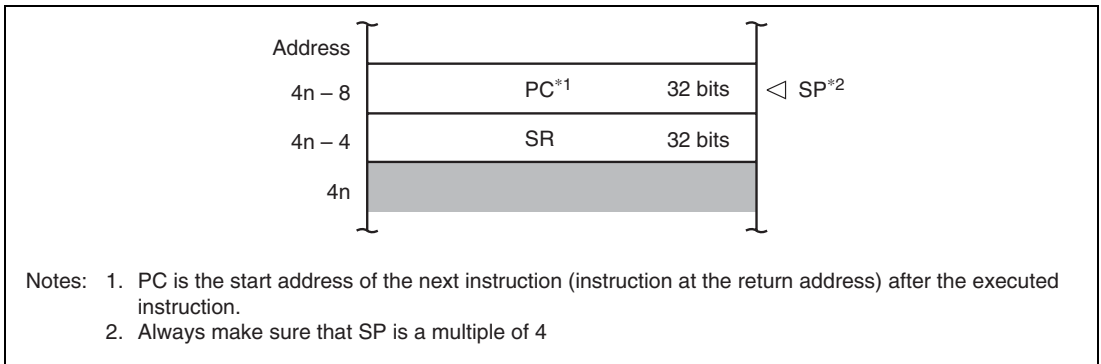 Address
4n – 8 PC*1 32 bits ◁ SP*2
4n – 4 SR 32 bits
4n
Notes: 1. PC is the start address of the next instruction (instruction at the return address) after the executed
instruction.
2. Always make sure that SP is a multiple of 4